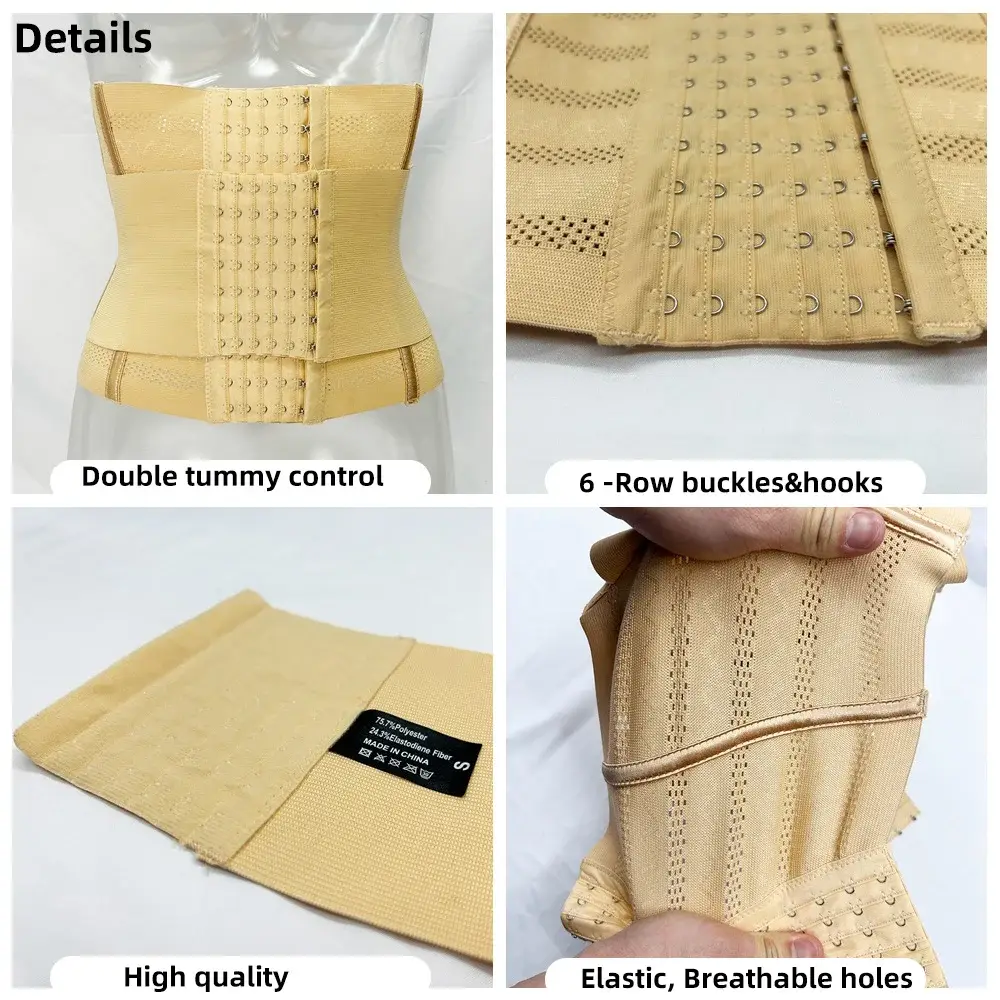 Details
Double tummy control
6 -Row buckles&hooks
75.7%Polyester
24.3%Elastodiene Fiber
MADE IN CHINA
S
High quality
Elastic, Breathable holes